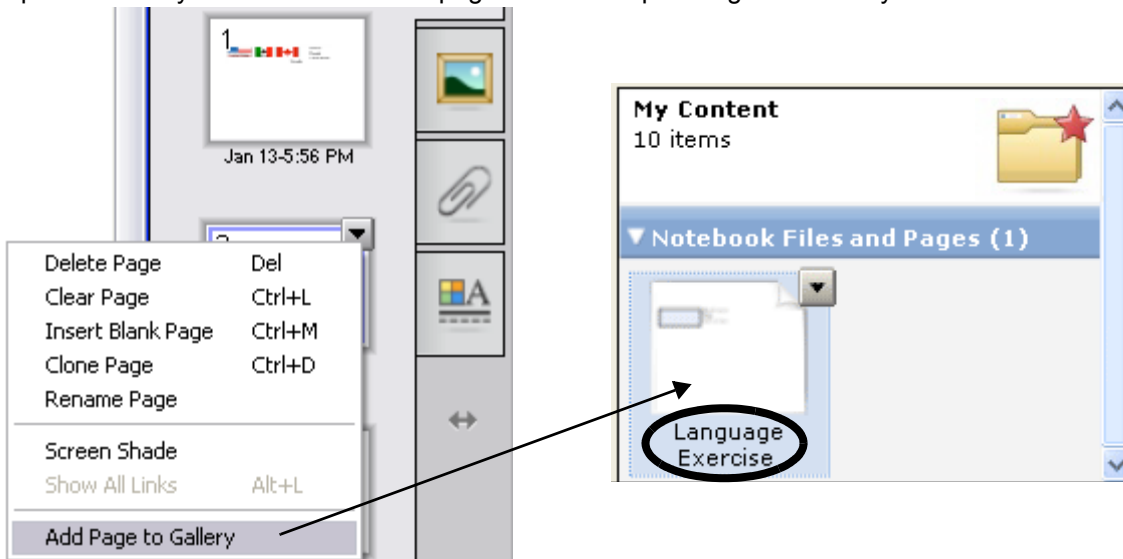 1
Jan 13-5:56 PM
Delete Page Del
Clear Page Ctrl+L
Insert Blank Page Ctrl+M
Clone Page Ctrl+D
Rename Page
Screen Shade
Show All Links Alt+L
Add Page to Gallery
A
My Content
10 items
Notebook Files and Pages (1)
Language
Exercise